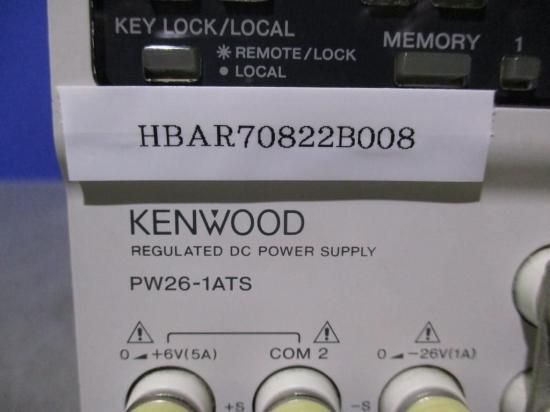 KEY LOCK/LOCAL
✳ REMOTE/LOCK
● LOCAL
MEMORY 1
HBAR70822B008
KENWOOD
REGULATED DC POWER SUPPLY
PW26-1ATS
0 ◢ +6V(5A) COM 2 0 ◢ -26V(1A)
+S -S